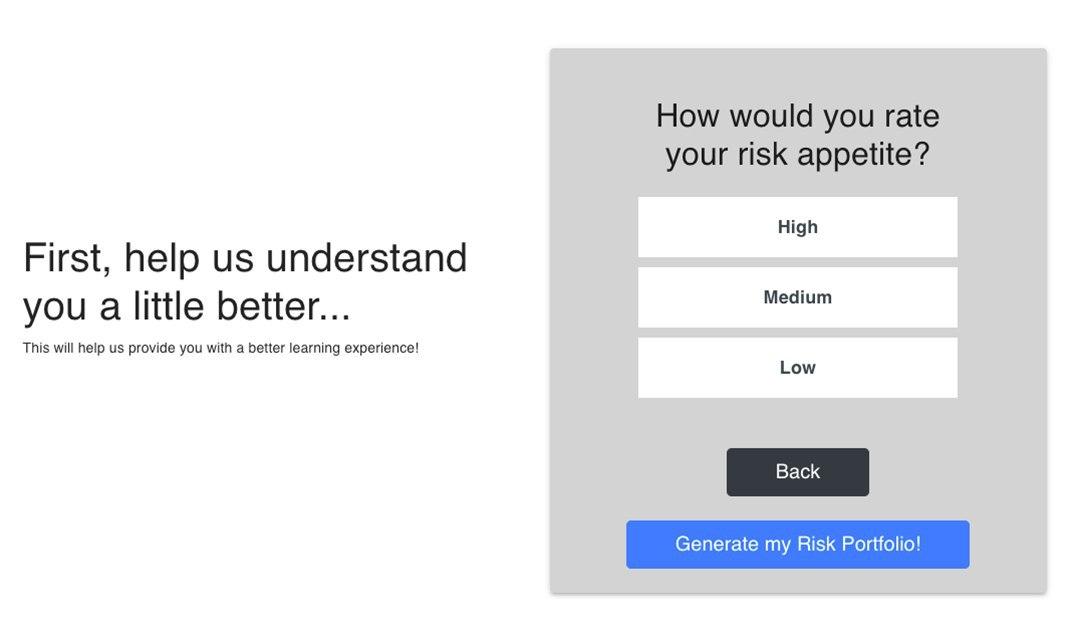 First, help us understand
you a little better...
This will help us provide you with a better learning experience!
How would you rate
your risk appetite?
High
Medium
Low
Back
Generate my Risk Portfolio!